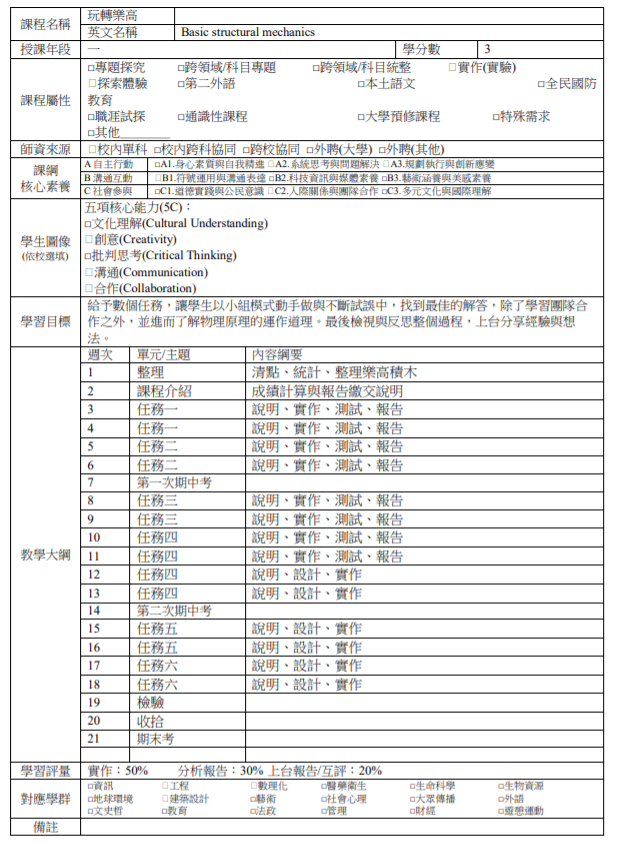 課程名稱 玩轉樂高
英文名稱 Basic structural mechanics
授課年段 一 學分數 3
課程屬性 □專題探究 □跨領域/科目專題 □跨領域/科目統整 □實作(實驗)
□探索體驗 □第二外語 □本土語文 □全民國防
教育
□職涯試探 □通識性課程 □大學預修課程 □特殊需求
□其他________
師資來源 □校內單科 □校內跨科協同 □跨校協同 □外聘(大學) □外聘(其他)
課綱
核心素養
A 自主行動 □A1.身心素質與自我精進 □A2.系統思考與問題解決 □A3.規劃執行與創新應變
B 溝通互動 □B1.符號運用與溝通表達 □B2.科技資訊與媒體素養 □B3.藝術涵養與美感素養
C 社會參與 □C1.道德實踐與公民意識 □C2.人際關係與團隊合作 □C3.多元文化與國際理解
學生圖像
(依校選填)
五項核心能力(5C)：
□文化理解(Cultural Understanding)
□創意(Creativity)
□批判思考(Critical Thinking)
□溝通(Communication)
□合作(Collaboration)
學習目標
給予數個任務，讓學生以小組模式動手做與不斷試誤中，找到最佳的解答，除了學習團隊合
作之外，並進而了解物理原理的運作道理。最後檢視與反思整個過程，上台分享經驗與想
法。
教學大綱
週次 單元/主題 內容綱要
1 整理 清點、統計、整理樂高積木
2 課程介紹 成績計算與報告繳交說明
3 任務一 說明、實作、測試、報告
4 任務一 說明、實作、測試、報告
5 任務二 說明、實作、測試、報告
6 任務二 說明、實作、測試、報告
7 第一次期中考
8 任務三 說明、實作、測試、報告
9 任務三 說明、實作、測試、報告
10 任務四 說明、實作、測試、報告
11 任務四 說明、實作、測試、報告
12 任務四 說明、設計、實作
13 任務四 說明、設計、實作
14 第二次期中考
15 任務五 說明、設計、實作
16 任務五 說明、設計、實作
17 任務六 說明、設計、實作
18 任務六 說明、設計、實作
19 檢驗
20 收拾
21 期末考
學習評量 實作：50% 分析報告：30% 上台報告/互評：20%
對應學群
□資訊 □工程 □數理化 □醫藥衛生 □生命科學 □生物資源
□地球環境 □建築設計 □藝術 □社會心理 □大眾傳播 □外語
□文史哲 □教育 □法政 □管理 □財經 □遊憩運動
備註